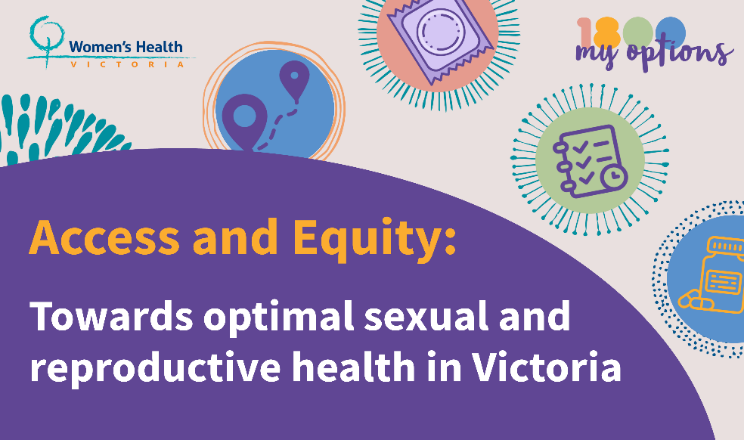 Women's Health
VICTORIA
1800
my options
Access and Equity:
Towards optimal sexual and
reproductive health in Victoria